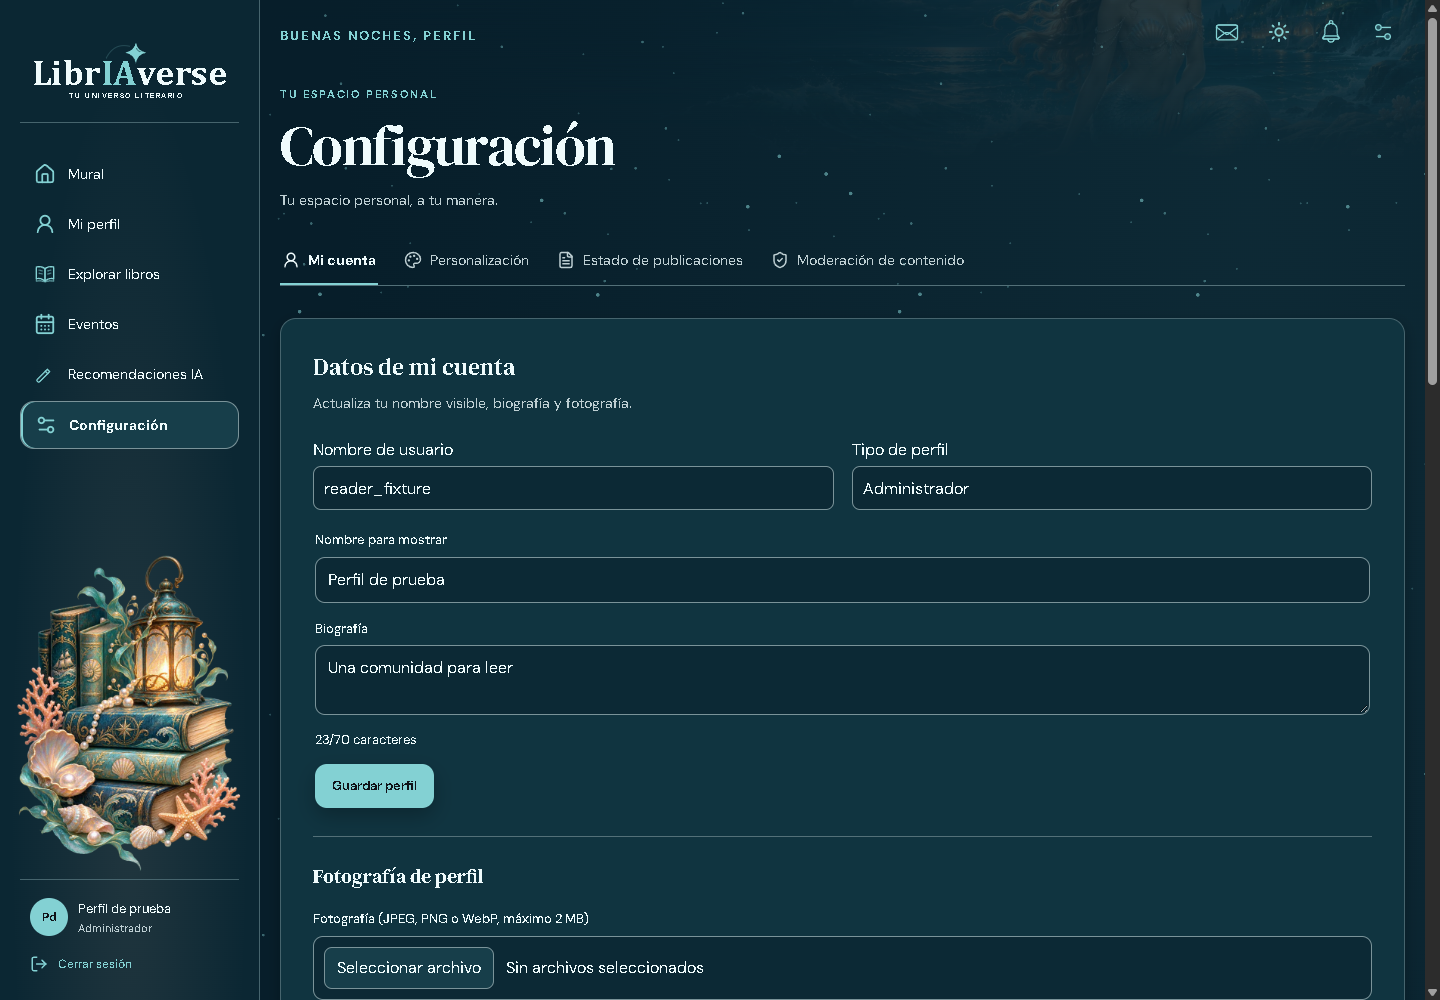 LibrIAverse
TU UNIVERSO LITERARIO
Mural
Mi perfil
Explorar libros
Eventos
Recomendaciones IA
Configuración
Pd
Perfil de prueba
Administrador
Cerrar sesión
BUENAS NOCHES, PERFIL
TU ESPACIO PERSONAL
Configuración
Tu espacio personal, a tu manera.
Mi cuenta
Personalización
Estado de publicaciones
Moderación de contenido
Datos de mi cuenta
Actualiza tu nombre visible, biografía y fotografía.
Nombre de usuario
reader_fixture
Tipo de perfil
Administrador
Nombre para mostrar
Perfil de prueba
Biografía
Una comunidad para leer
23/70 caracteres
Guardar perfil
Fotografía de perfil
Fotografía (JPEG, PNG o WebP, máximo 2 MB)
Seleccionar archivo
Sin archivos seleccionados